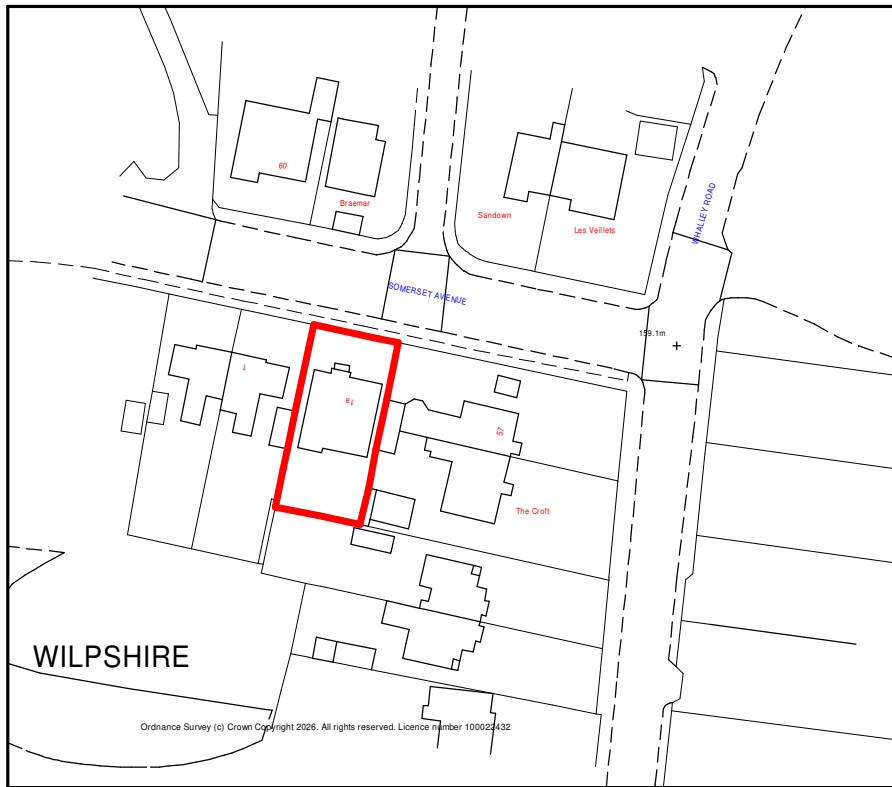 60
Braemar
Sandown
Les Veillets
WHALLEY ROAD
SOMERSET AVENUE
159.1m
1
1a
57
The Croft
WILPSHIRE
Ordnance Survey (c) Crown Copyright 2026. All rights reserved. Licence number 100022432